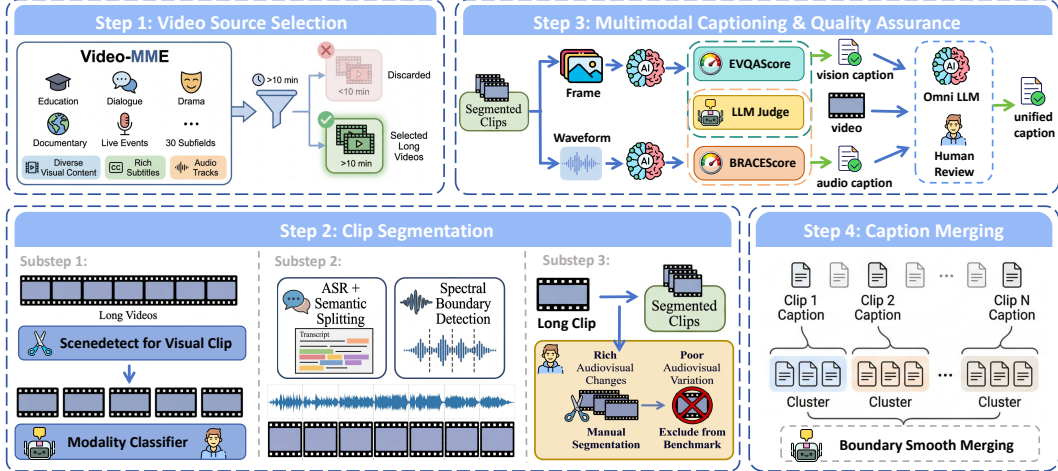 Step 1: Video Source Selection
Video-MME
Education
Dialogue
Drama
Documentary
Live Events
...
30 Subfields
Diverse
Visual Content
CC
Rich
Subtitles
Audio
Tracks
>10 min
<10 min
Discarded
>10 min
Selected
Long
Videos
Step 3: Multimodal Captioning & Quality Assurance
Segmented
Clips
Frame
Waveform
AI
AI
EVQAScore
LLM Judge
BRACEScore
vision caption
video
audio caption
AI
Omni LLM
Human
Review
unified
caption
Step 2: Clip Segmentation
Substep 1:
Long Videos
Scenedetect for Visual Clip
Modality Classifier
Substep 2:
ASR +
Semantic
Splitting
Transcript
Spectral
Boundary
Detection
Substep 3:
Long Clip
Segmented
Clips
Rich
Audiovisual
Changes
Poor
Audiovisual
Variation
Manual
Segmentation
Exclude from
Benchmark
Step 4: Caption Merging
...
Clip 1
Caption
Clip 2
Caption
Clip N
Caption
...
Cluster
Cluster
Cluster
Boundary Smooth Merging